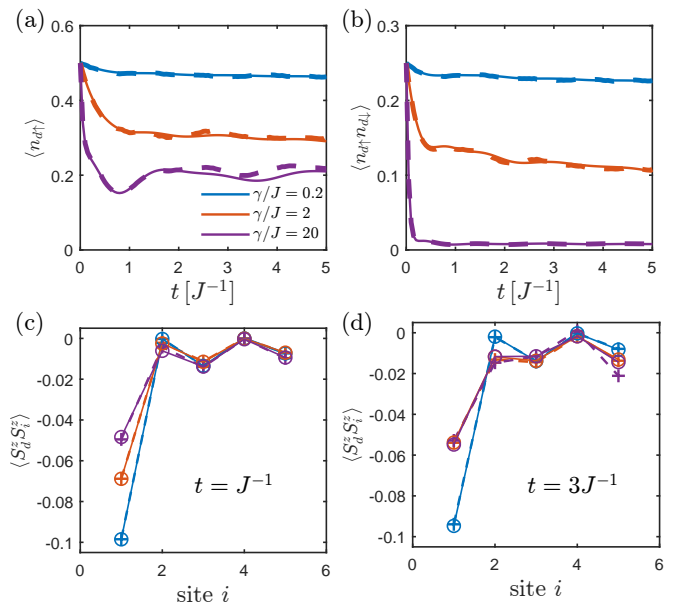 (a)
0.6
0.4
0.2
0
⟨n_{d↑}⟩
0 1 2 3 4 5
t [J⁻¹]
γ/J = 0.2
γ/J = 2
γ/J = 20
(b)
0.3
0.2
0.1
0
⟨n_{d↑}n_{d↓}⟩
0 1 2 3 4 5
t [J⁻¹]
(c)
0
-0.02
-0.04
-0.06
-0.08
-0.1
⟨S_d^z S_i^z⟩
t = J⁻¹
0 2 4 6
site i
(d)
0
-0.02
-0.04
-0.06
-0.08
-0.1
⟨S_d^z S_i^z⟩
t = 3J⁻¹
0 2 4 6
site i